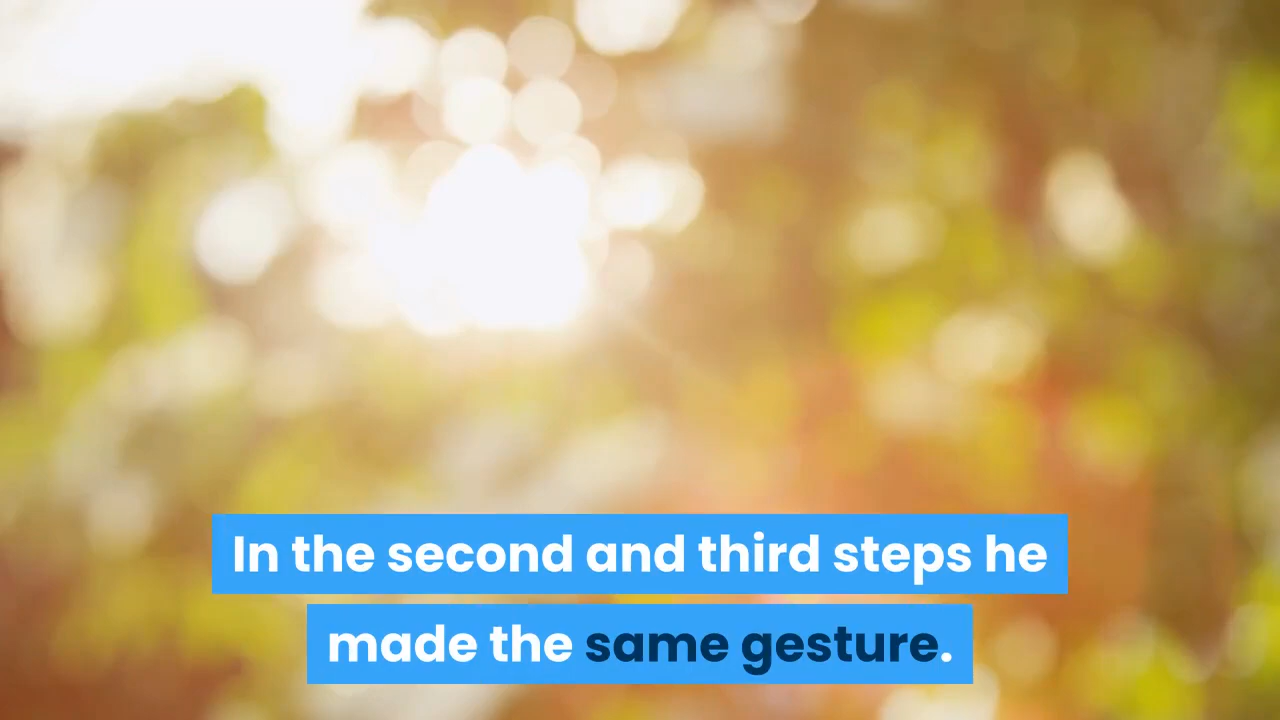 In the second and third steps he
made the same gesture.